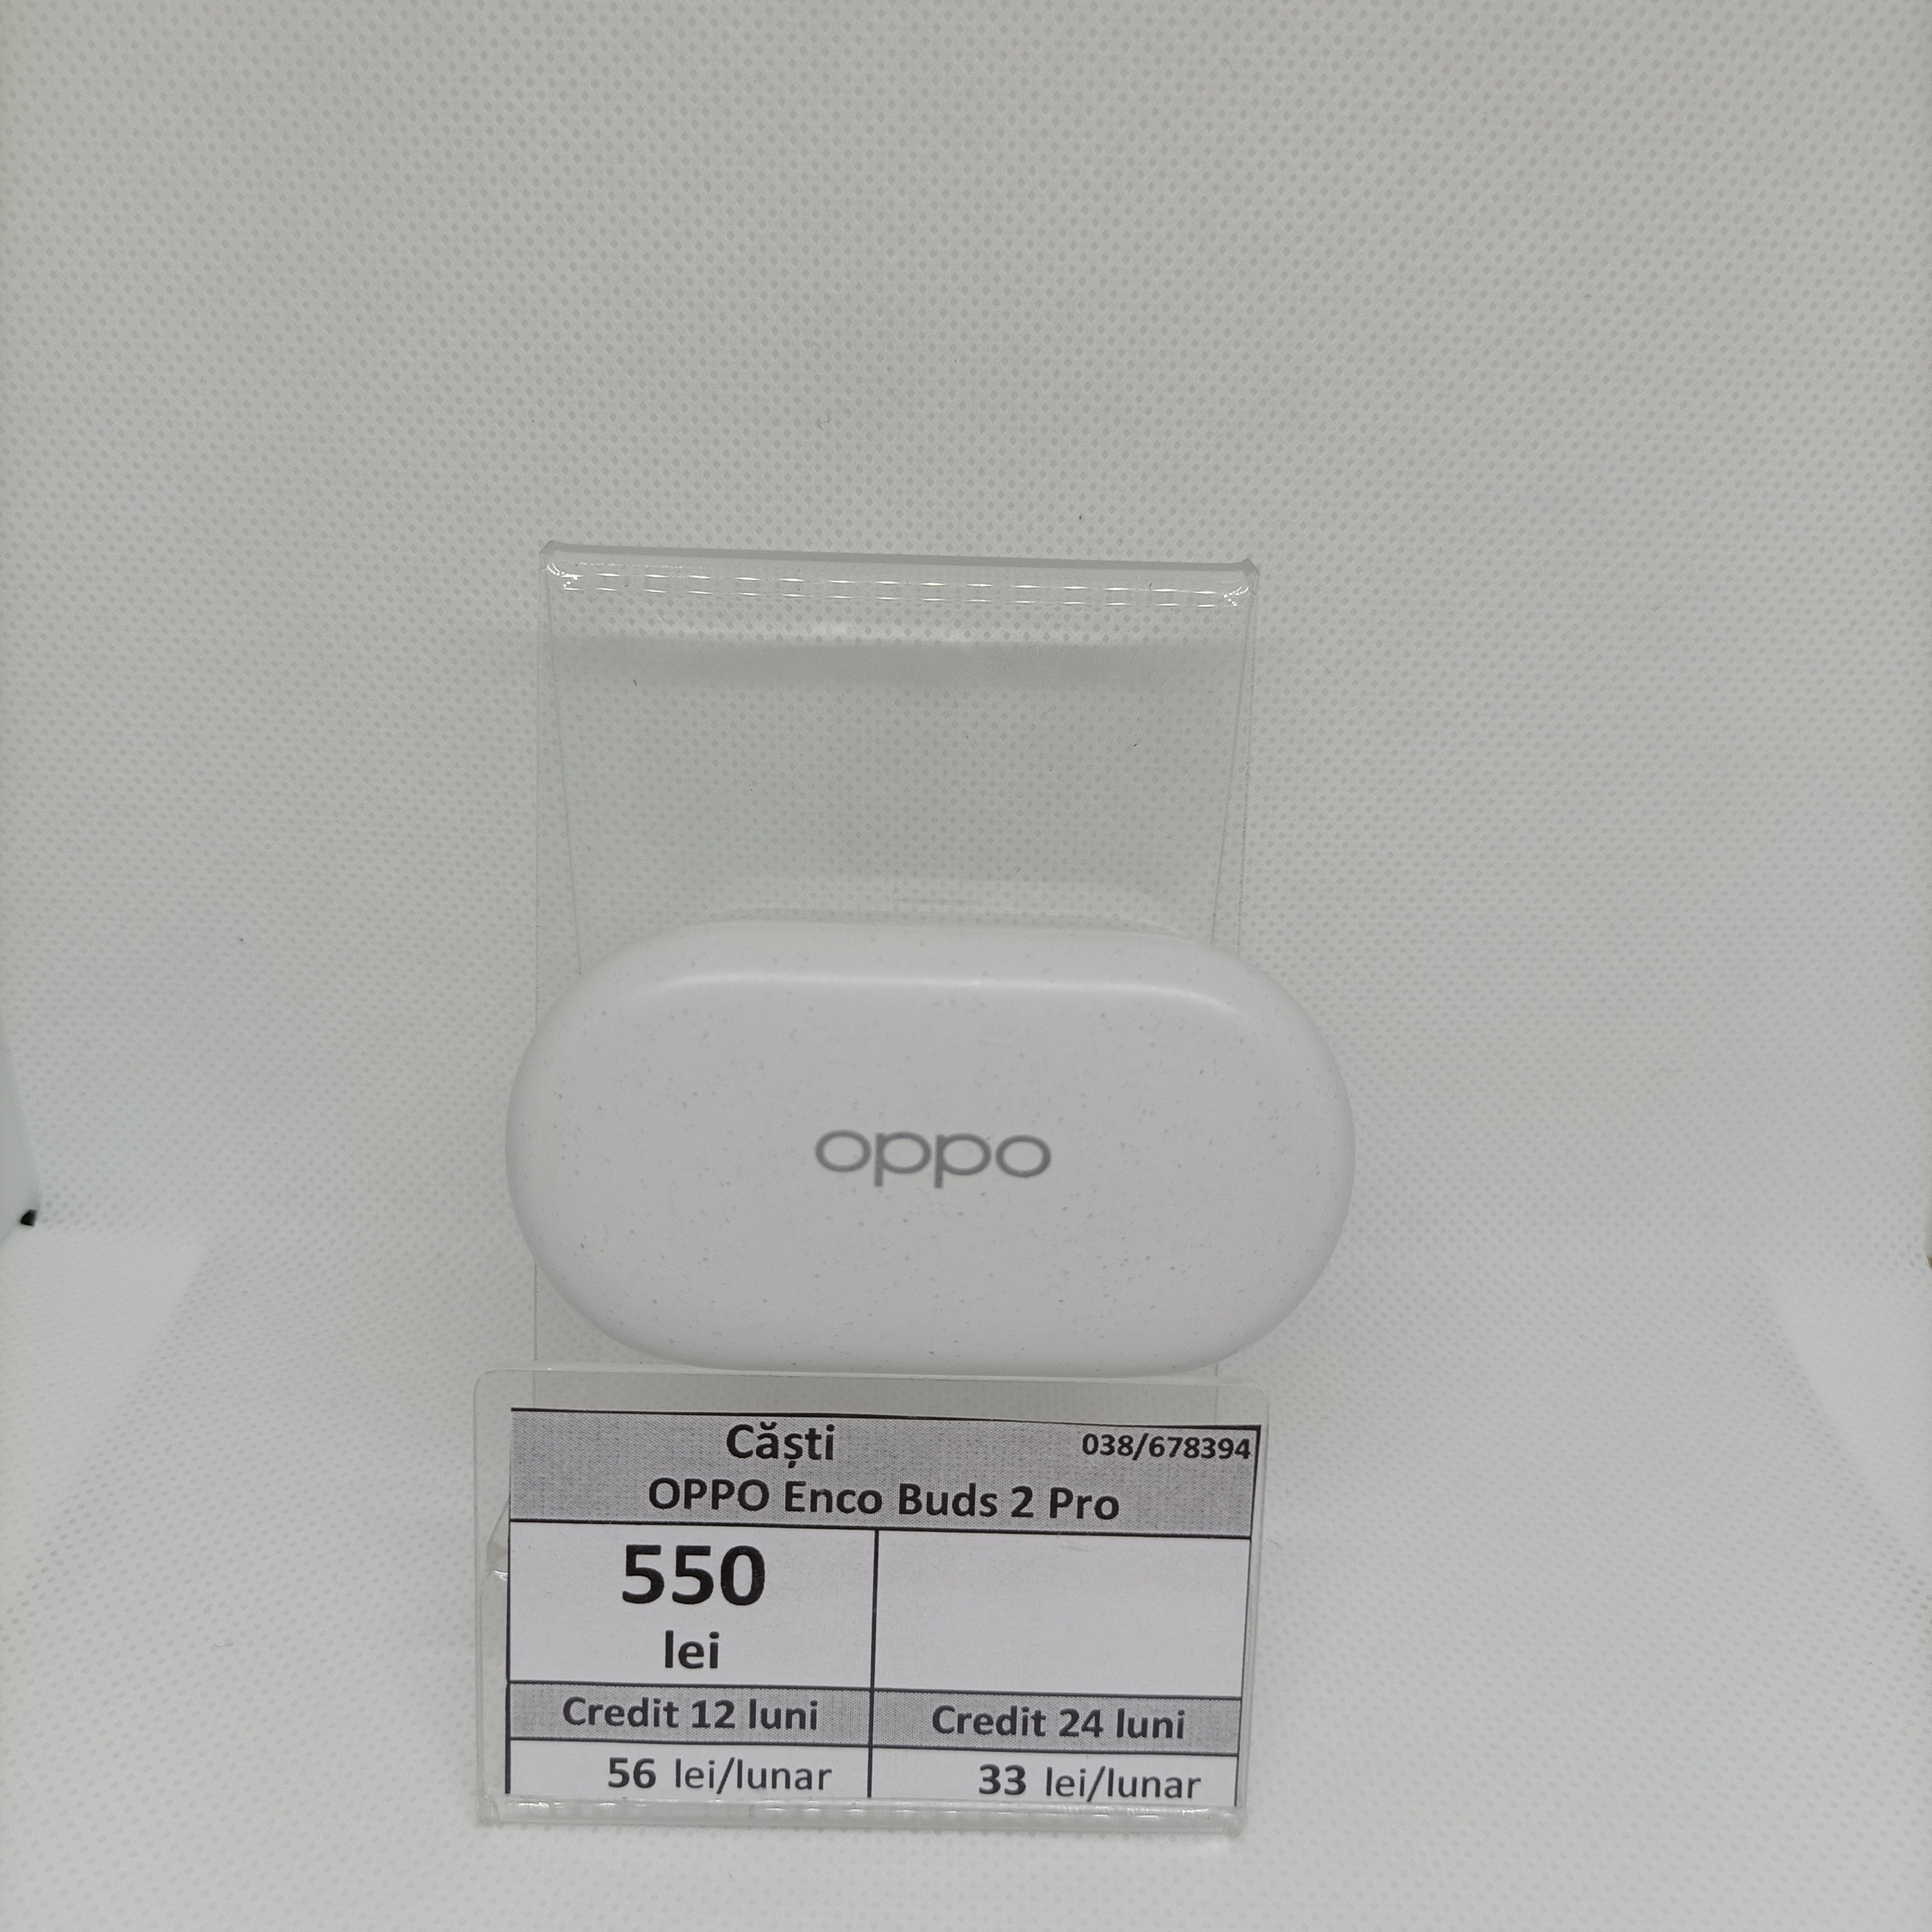 oppo
Căști 038/678394
OPPO Enco Buds 2 Pro
550
lei
Credit 12 luni Credit 24 luni
56 lei/lunar 33 lei/lunar